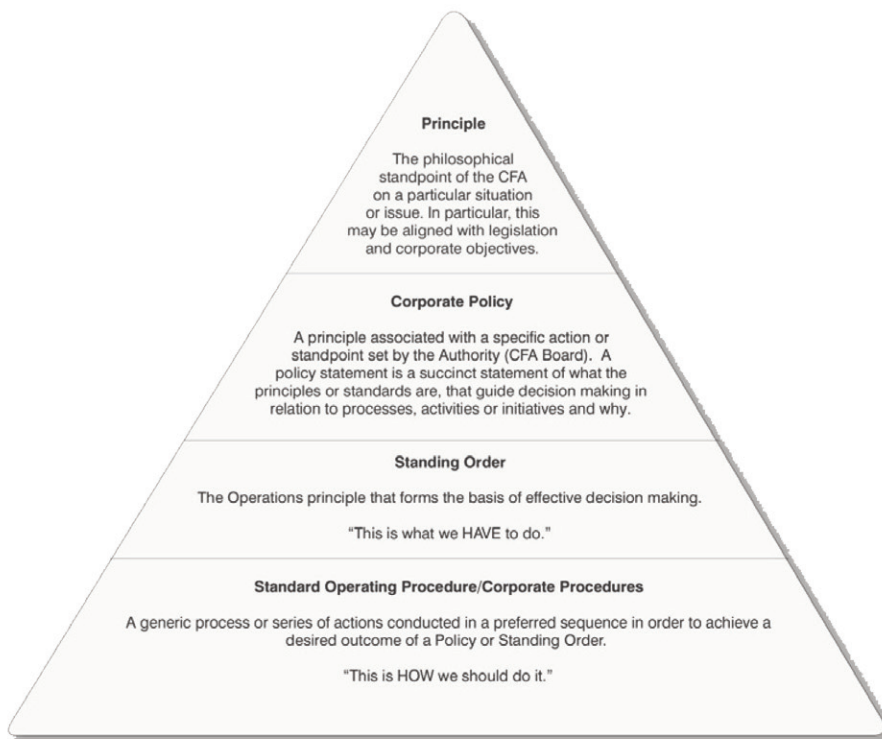 Principle
The philosophical
standpoint of the CFA
on a particular situation
or issue. In particular, this
may be aligned with legislation
and corporate objectives.
Corporate Policy
A principle associated with a specific action or
standpoint set by the Authority (CFA Board).  A
policy statement is a succinct statement of what the
principles or standards are, that guide decision making in
relation to processes, activities or initiatives and why.
Standing Order
The Operations principle that forms the basis of effective decision making.
“This is what we HAVE to do.”
Standard Operating Procedure/Corporate Procedures
A generic process or series of actions conducted in a preferred sequence in order to achieve a
desired outcome of a Policy or Standing Order.
“This is HOW we should do it.”